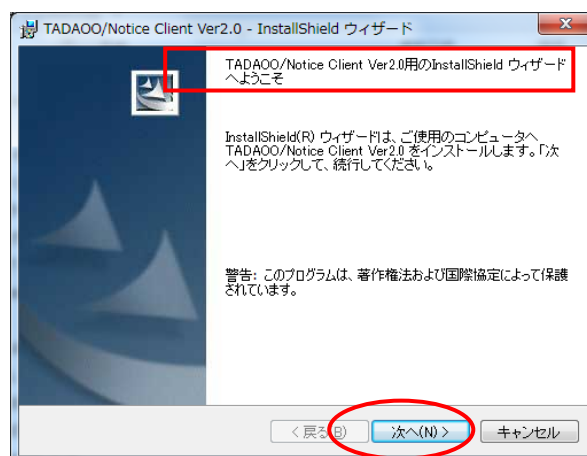 TADAOO/Notice Client Ver2.0 - InstallShield ウィザード
TADAOO/Notice Client Ver2.0用のInstallShield ウィザード
へようこそ
InstallShield(R) ウィザードは、ご使用のコンピュータへ
TADAOO/Notice Client Ver2.0 をインストールします。「次
へ」をクリックして、続行してください。
警告: このプログラムは、著作権法および国際協定によって保護
されています。
< 戻る(B) 次へ(N) > キャンセル